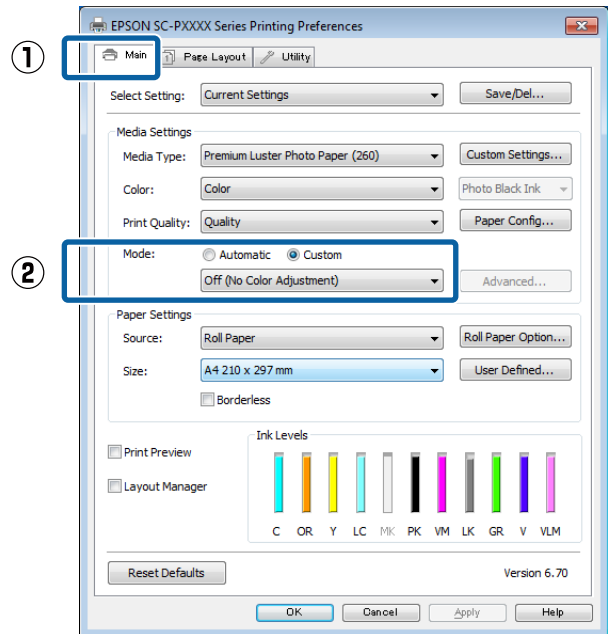 EPSON SC-PXXXX Series Printing Preferences
①
Main Page Layout Utility
Select Setting: Current Settings Save/Del...
Media Settings
Media Type: Premium Luster Photo Paper (260) Custom Settings...
Color: Color Photo Black Ink
Print Quality: Quality Paper Config...
Mode: Automatic Custom
②
Off (No Color Adjustment) Advanced...
Paper Settings
Source: Roll Paper Roll Paper Option...
Size: A4 210 x 297 mm User Defined...
Borderless
Ink Levels
Print Preview
Layout Manager
C OR Y LC MK PK VM LK GR V VLM
Reset Defaults Version 6.70
OK Cancel Apply Help